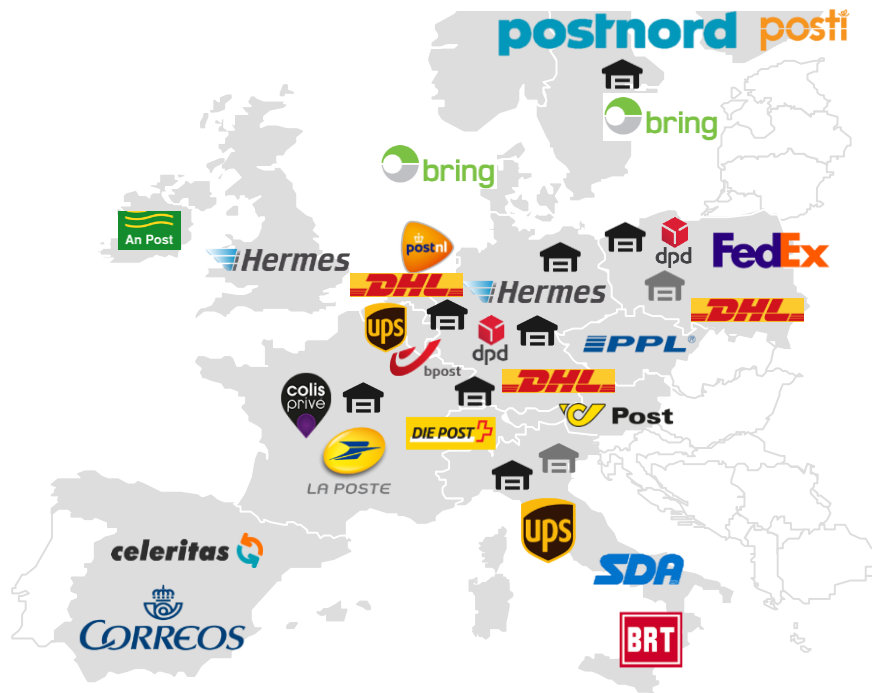 postnord posti
bring
bring
An Post
Hermes
postnl
dpd
FedEx
DHL
Hermes
DHL
ups
dpd
PPL®
bpost
DHL
colis
prive
Post
DIE POST
LA POSTE
ups
celeritas
SDA
CORREOS
BRT